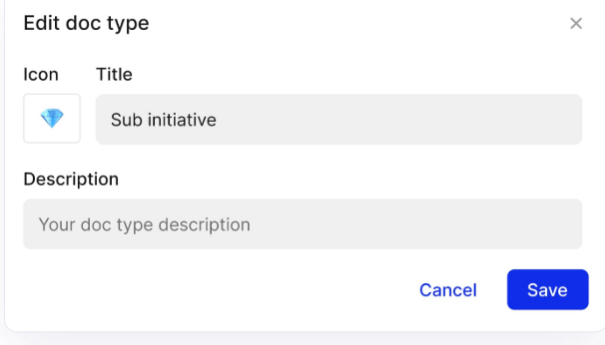 Edit doc type
Icon Title
Sub initiative
Description
Your doc type description
Cancel Save